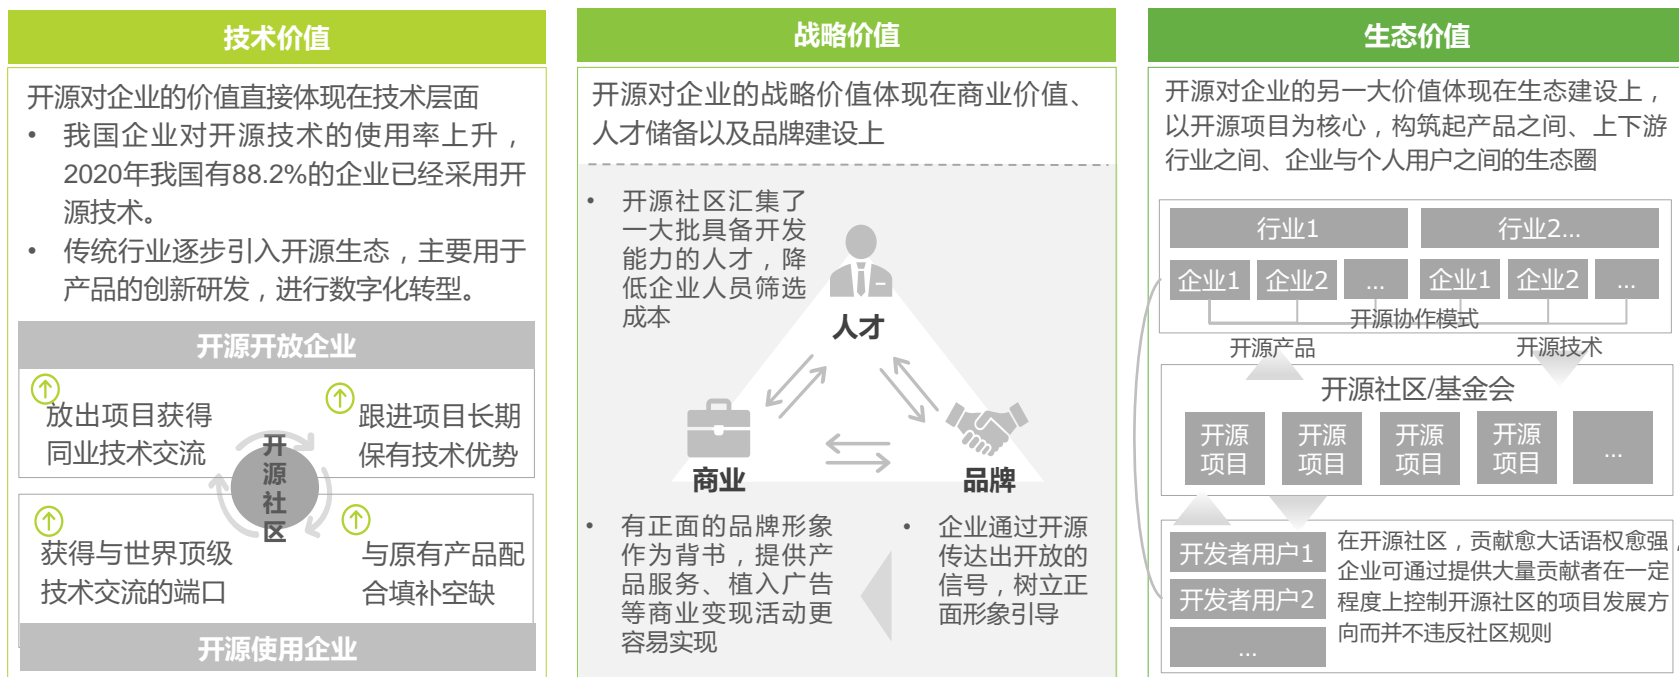 技术价值
开源对企业的价值直接体现在技术层面
• 我国企业对开源技术的使用率上升，
2020年我国有88.2%的企业已经采用开
源技术。
• 传统行业逐步引入开源生态，主要用于
产品的创新研发，进行数字化转型。
开源开放企业
放出项目获得
同业技术交流
跟进项目长期
保有技术优势
开
源
社
区
获得与世界顶级
技术交流的端口
与原有产品配
合填补空缺
开源使用企业
战略价值
开源对企业的战略价值体现在商业价值、
人才储备以及品牌建设上
• 开源社区汇集了
一大批具备开发
能力的人才，降
低企业人员筛选
成本
人才
商业
品牌
• 有正面的品牌形象
作为背书，提供产
品服务、植入广告
等商业变现活动更
容易实现
• 企业通过开源
传达出开放的
信号，树立正
面形象引导
生态价值
开源对企业的另一大价值体现在生态建设上，
以开源项目为核心，构筑起产品之间、上下游
行业之间、企业与个人用户之间的生态圈
行业1
行业2…
企业1
企业2
…
企业1
企业2
…
开源协作模式
开源产品
开源技术
开源社区/基金会
开源
项目
开源
项目
开源
项目
开源
项目
…
开发者用户1
开发者用户2
…
在开源社区，贡献愈大话语权愈强，
企业可通过提供大量贡献者在一定
程度上控制开源社区的项目发展方
向而并不违反社区规则